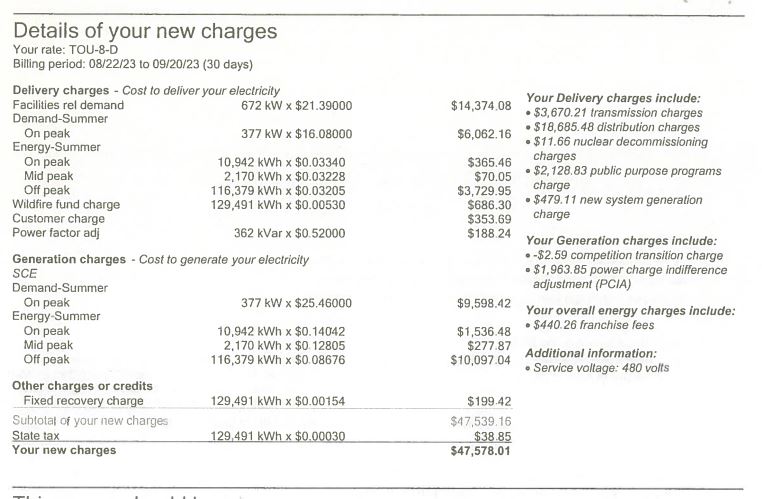 Details of your new charges
Your rate: TOU-8-D
Billing period: 08/22/23 to 09/20/23 (30 days)
Delivery charges - Cost to deliver your electricity
Facilities rel demand 672 kW x $21.39000 $14,374.08
Demand-Summer
On peak 377 kW x $16.08000 $6,062.16
Energy-Summer
On peak 10,942 kWh x $0.03340 $365.46
Mid peak 2,170 kWh x $0.03228 $70.05
Off peak 116,379 kWh x $0.03205 $3,729.95
Wildfire fund charge 129,491 kWh x $0.00530 $686.30
Customer charge $353.69
Power factor adj 362 kVar x $0.52000 $188.24
Generation charges - Cost to generate your electricity
SCE
Demand-Summer
On peak 377 kW x $25.46000 $9,598.42
Energy-Summer
On peak 10,942 kWh x $0.14042 $1,536.48
Mid peak 2,170 kWh x $0.12805 $277.87
Off peak 116,379 kWh x $0.08676 $10,097.04
Other charges or credits
Fixed recovery charge 129,491 kWh x $0.00154 $199.42
Subtotal of your new charges $47,539.16
State tax 129,491 kWh x $0.00030 $38.85
Your new charges $47,578.01
Your Delivery charges include:
• $3,670.21 transmission charges
• $18,685.48 distribution charges
• $11.66 nuclear decommissioning
charges
• $2,128.83 public purpose programs
charge
• $479.11 new system generation
charge
Your Generation charges include:
• -$2.59 competition transition charge
• $1,963.85 power charge indifference
adjustment (PCIA)
Your overall energy charges include:
• $440.26 franchise fees
Additional information:
• Service voltage: 480 volts